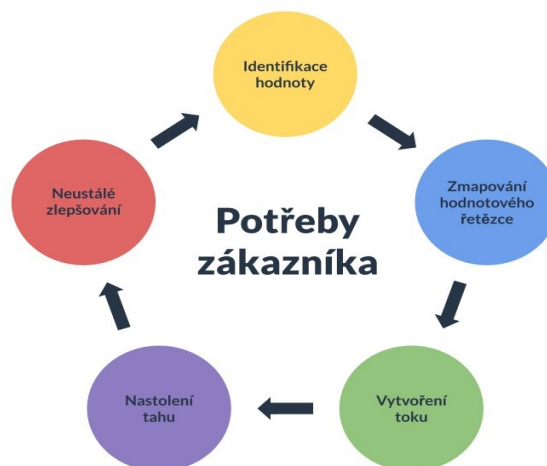 Identifikace
hodnoty
Zmapování
hodnotového
řetězce
Vytvoření
toku
Nastolení
tahu
Neustálé
zlepšování
Potřeby
zákazníka